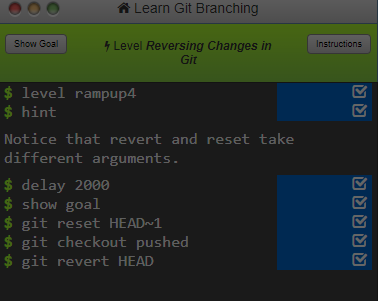 Learn Git Branching
Show Goal
Level Reversing Changes in
Git
Instructions
$ level rampup4
$ hint
Notice that revert and reset take
different arguments.
$ delay 2000
$ show goal
$ git reset HEAD~1
$ git checkout pushed
$ git revert HEAD